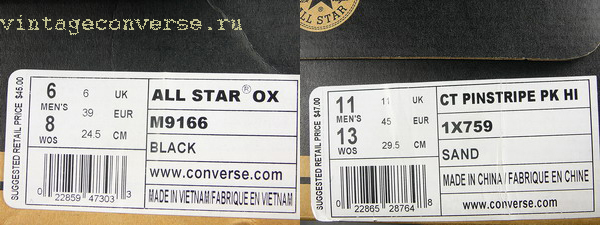 vintageconverse.ru
SUGGESTED RETAIL PRICE $45.00
6 6 UK
MEN'S 39 EUR
8
WOS 24.5 CM
ALL STAR® OX
M9166
BLACK
www.converse.com
MADE IN VIETNAM/FABRIQUE EN VIETNAM
0 22859 47303 3
ALL STAR
SUGGESTED RETAIL PRICE $47.00
11 11 UK
MEN'S 45 EUR
13
WOS 29.5 CM
CT PINSTRIPE PK HI
1X759
SAND
MADE IN CHINA / FABRIQUE EN CHINE
www.converse.com
0 22865 28764 8